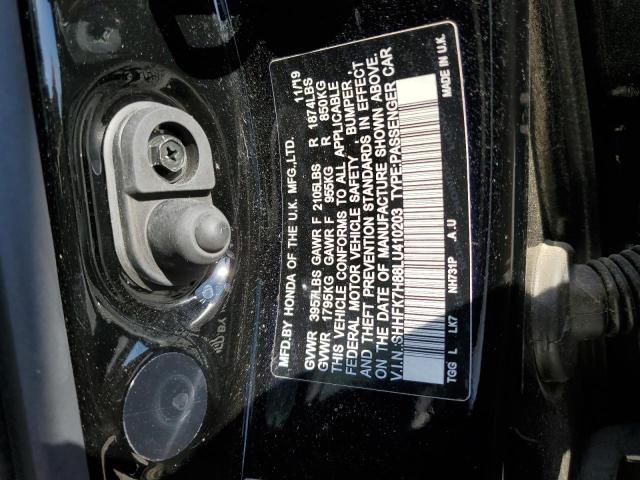 MFD.BY HONDA OF THE U.K. MFG.,LTD. 11/19
GVWR 3957LBS GAWR F 2105LBS R 1874LBS
GVWR 1795KG GAWR F 955KG R 850KG
THIS VEHICLE CONFORMS TO ALL APPLICABLE
FEDERAL MOTOR VEHICLE SAFETY , BUMPER ,
AND THEFT PREVENTION STANDARDS IN EFFECT
ON THE DATE OF MANUFACTURE SHOWN ABOVE.
V.I.N.:SHHFK7H88LU410203 TYPE:PASSENGER CAR
TGG L LK7 NH731P .A.U MADE IN U.K.